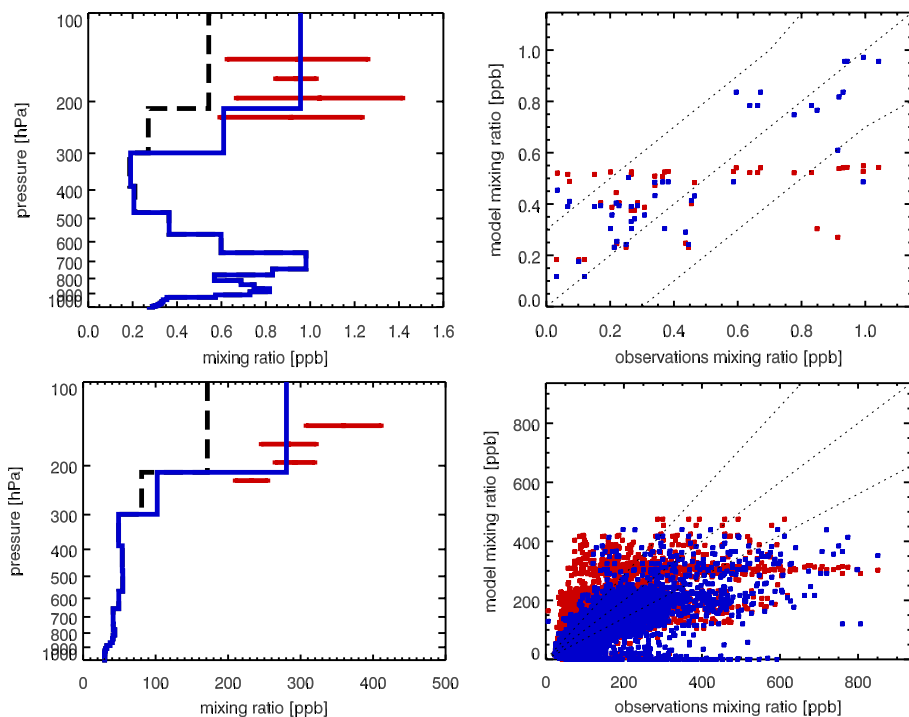 100
200
300
400
500
600
700
800
900
1000
pressure [hPa]
0.0 0.2 0.4 0.6 0.8 1.0 1.2 1.4 1.6
mixing ratio [ppb]
1.0
0.8
0.6
0.4
0.2
0.0
model mixing ratio [ppb]
0.0 0.2 0.4 0.6 0.8 1.0
observations mixing ratio [ppb]
100
200
300
400
500
600
700
800
900
1000
pressure [hPa]
0 100 200 300 400 500
mixing ratio [ppb]
800
600
400
200
0
model mixing ratio [ppb]
0 200 400 600 800
observations mixing ratio [ppb]